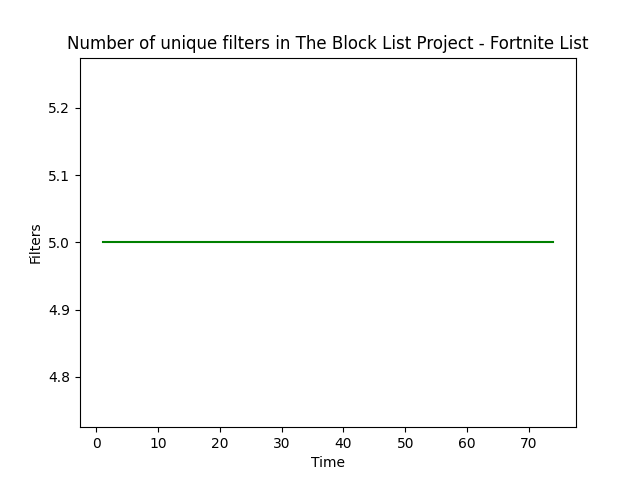 Number of unique filters in The Block List Project - Fortnite List
5.2
5.1
5.0
4.9
4.8
Filters
0 10 20 30 40 50 60 70
Time